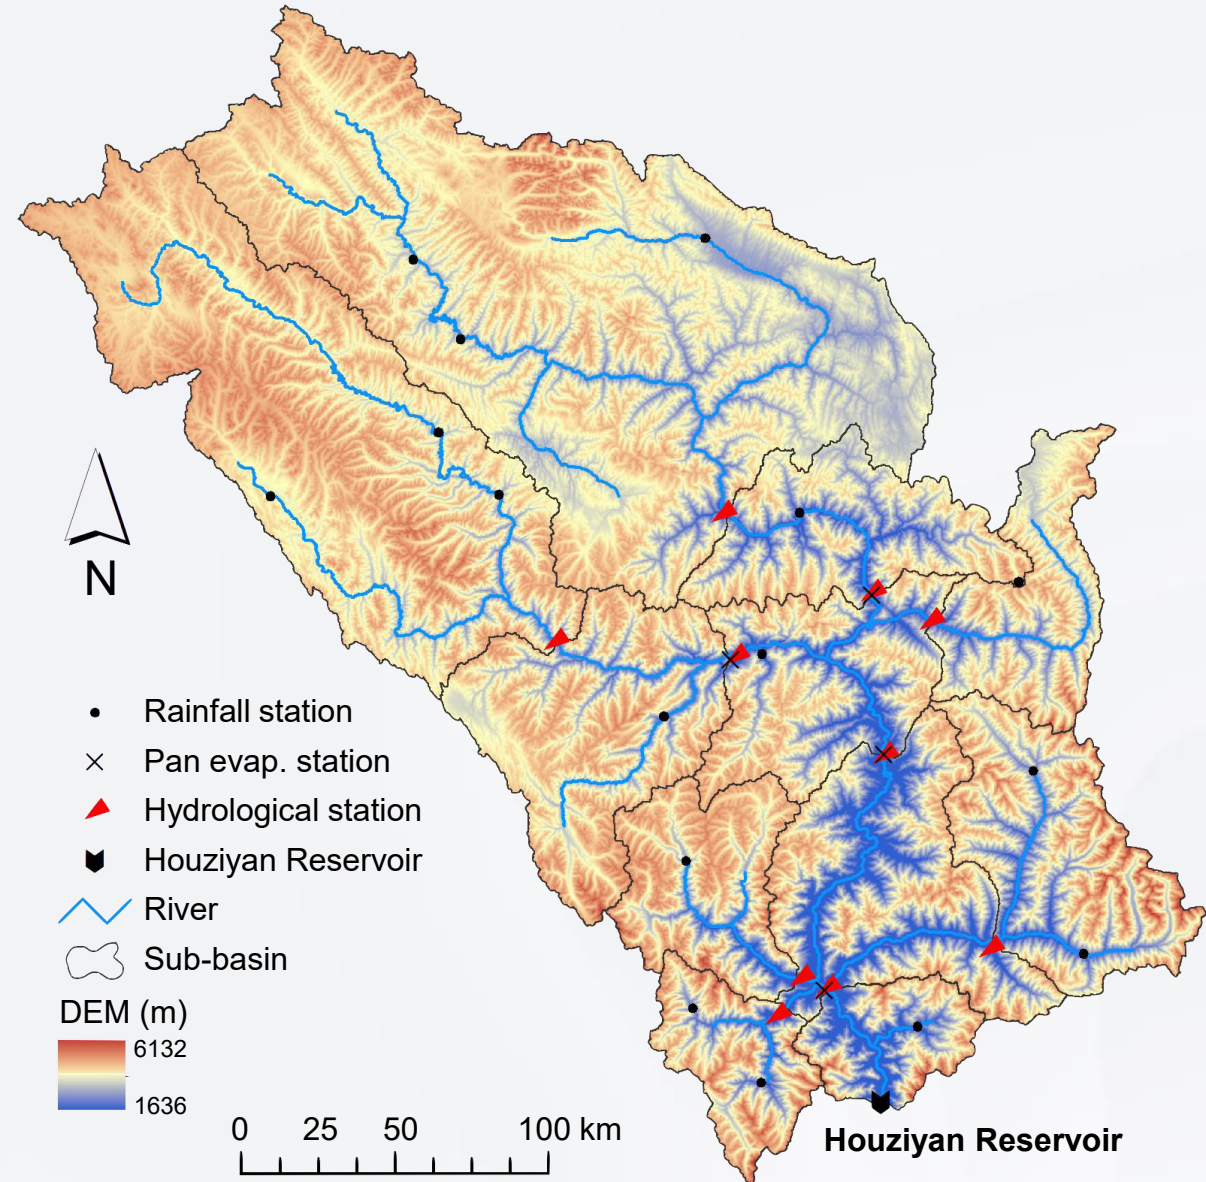 N
Rainfall station
Pan evap. station
Hydrological station
Houziyan Reservoir
River
Sub-basin
DEM (m)
6132
1636
0 25 50 100 km
Houziyan Reservoir